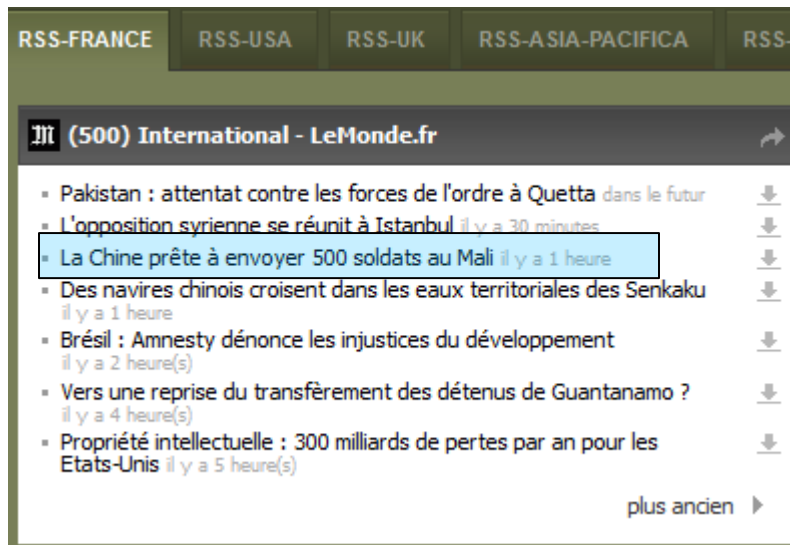 RSS-FRANCE RSS-USA RSS-UK RSS-ASIA-PACIFICA RSS-
M (500) International - LeMonde.fr
Pakistan : attentat contre les forces de l'ordre à Quetta dans le futur
L'opposition syrienne se réunit à Istanbul il y a 30 minutes
La Chine prête à envoyer 500 soldats au Mali il y a 1 heure
Des navires chinois croisent dans les eaux territoriales des Senkaku
il y a 1 heure
Brésil : Amnesty dénonce les injustices du développement
il y a 2 heure(s)
Vers une reprise du transfèrement des détenus de Guantanamo ?
il y a 4 heure(s)
Propriété intellectuelle : 300 milliards de pertes par an pour les
Etats-Unis il y a 5 heure(s)
plus ancien